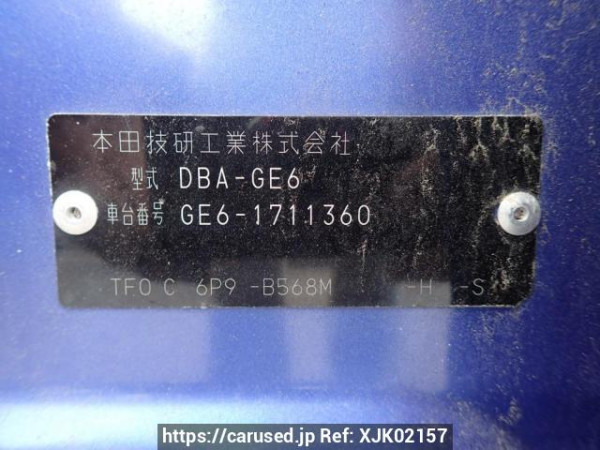 本田技研工業株式会社
型式 DBA-GE6
車台番号 GE6-1711360
TF0 C 6P9 -B568M -H -S
https://carused.jp Ref: XJK02157